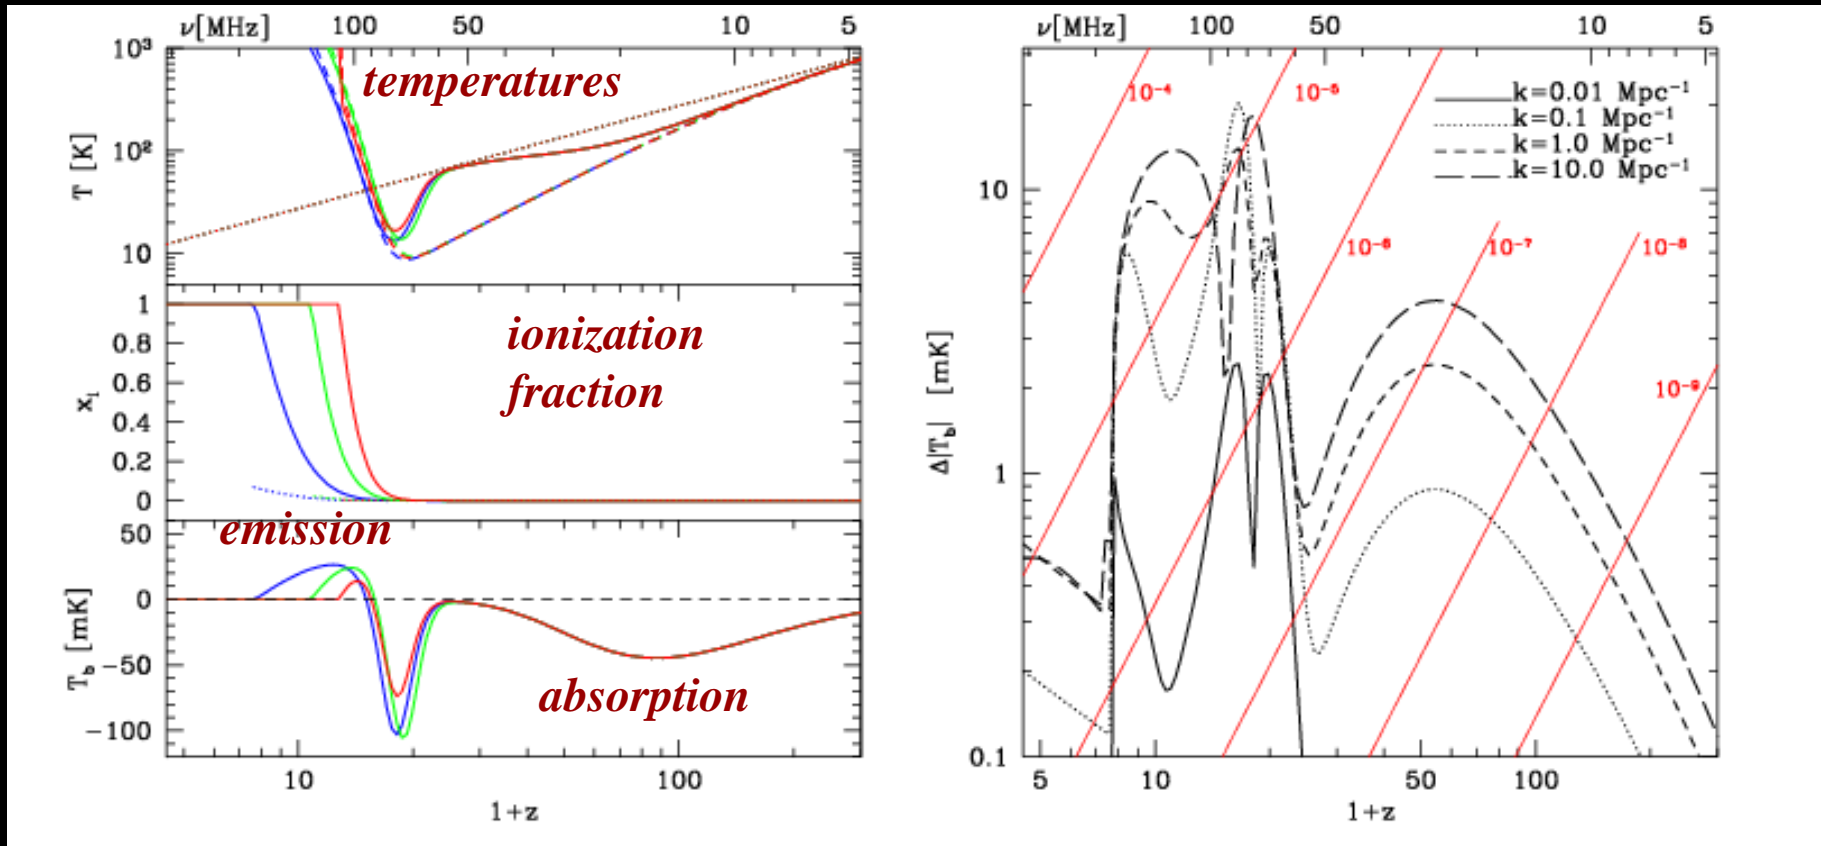 ν[MHz] 100 50 10 5
10³
10²
10
T [K]
temperatures
1
0.8
0.6
0.4
0.2
0
xᵢ
ionization
fraction
emission
50
0
−50
−100
T_b [mK]
absorption
10 100
1+z
ν[MHz] 100 50 10 5
k=0.01 Mpc⁻¹
k=0.1 Mpc⁻¹
k=1.0 Mpc⁻¹
k=10.0 Mpc⁻¹
10⁻⁴
10⁻⁵
10⁻⁶
10⁻⁷
10⁻⁸
10⁻⁹
10
1
0.1
Δ|T_b| [mK]
5 10 50 100
1+z